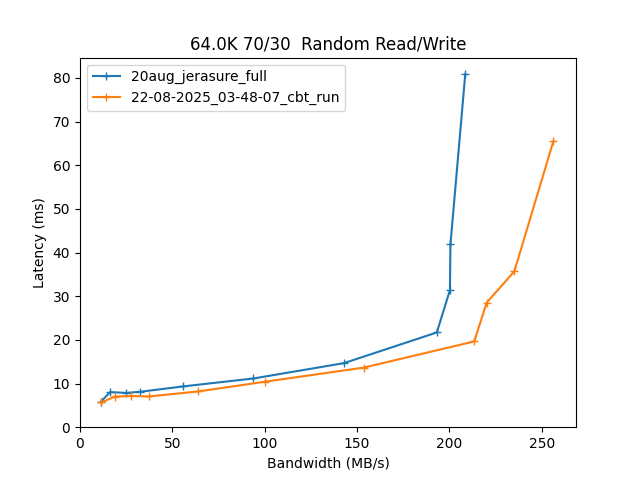 64.0K 70/30  Random Read/Write
20aug_jerasure_full
22-08-2025_03-48-07_cbt_run
Latency (ms)
80
70
60
50
40
30
20
10
0
0 50 100 150 200 250
Bandwidth (MB/s)